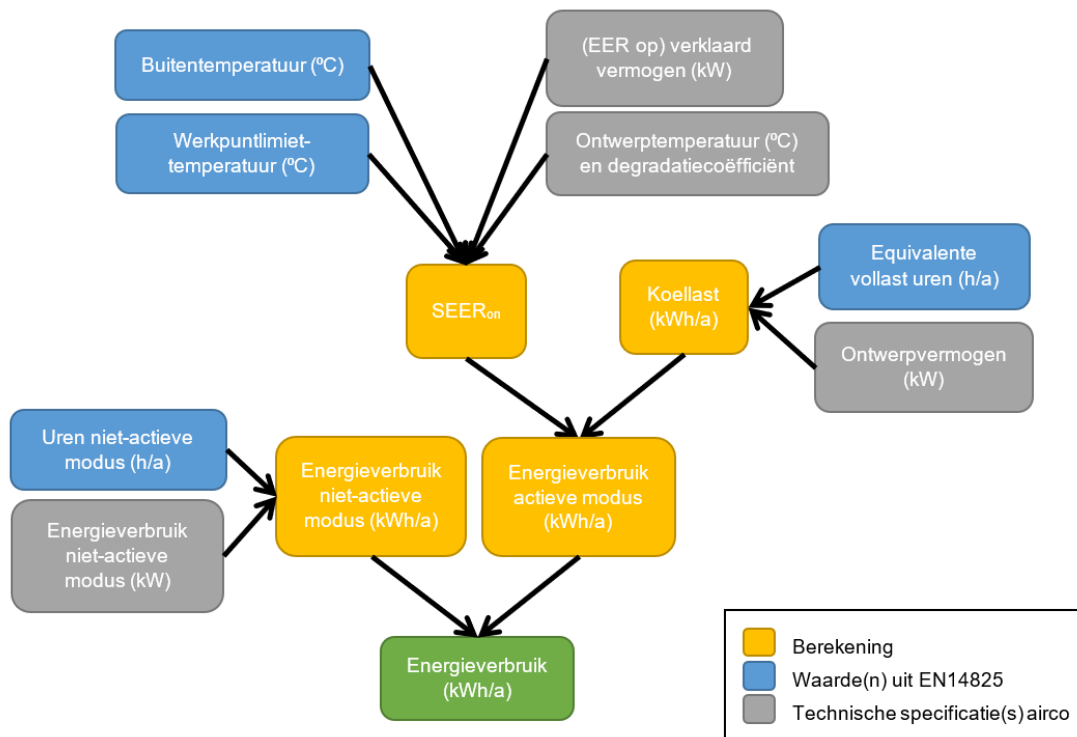 (EER op) verklaard
vermogen (kW)
Buitentemperatuur (ºC)
Werkpuntlimiet-
temperatuur (ºC)
Ontwerptemperatuur (ºC)
en degradatiecoëfficiënt
Equivalente
vollast uren (h/a)
SEERon
Koellast
(kWh/a)
Ontwerpvermogen
(kW)
Uren niet-actieve
modus (h/a)
Energieverbruik
niet-actieve
modus (kWh/a)
Energieverbruik
actieve modus
(kWh/a)
Energieverbruik
niet-actieve
modus (kW)
Energieverbruik
(kWh/a)
Berekening
Waarde(n) uit EN14825
Technische specificatie(s) airco